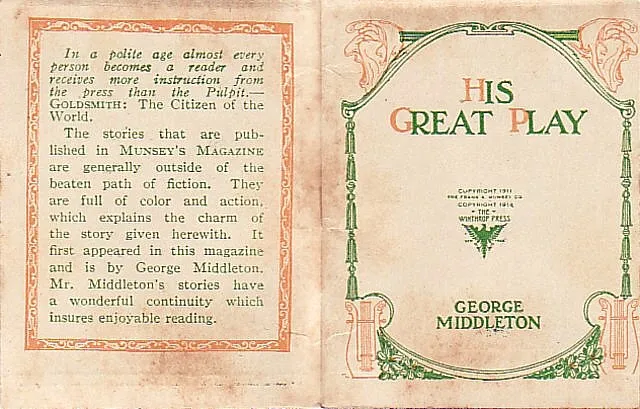 In a polite age almost every
person becomes a reader and
receives more instruction from
the press than the Pulpit.—
GOLDSMITH: The Citizen of the
World.
The stories that are pub-
lished in MUNSEY'S MAGAZINE
are generally outside of the
beaten path of fiction. They
are full of color and action,
which explains the charm of
the story given herewith. It
first appeared in this magazine
and is by George Middleton.
Mr. Middleton's stories have
a wonderful continuity which
insures enjoyable reading.
HIS
GREAT PLAY
COPYRIGHT 1911
THE FRANK A. MUNSEY CO.
COPYRIGHT 1914
THE
WINTHROP PRESS
GEORGE
MIDDLETON